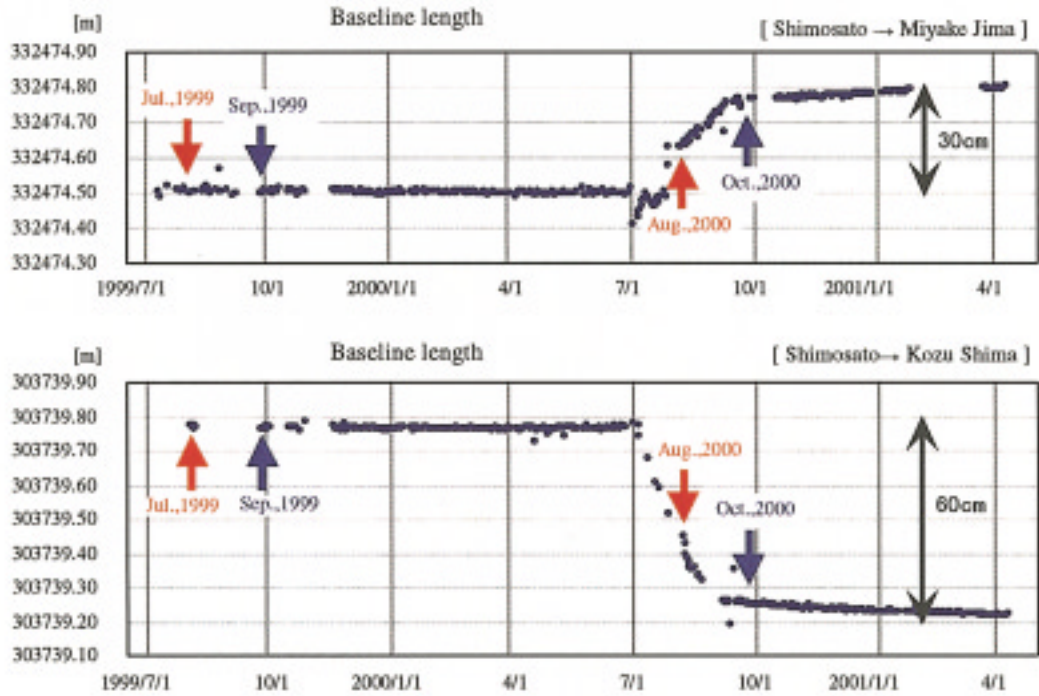 [m]
Baseline length
[ Shimosato → Miyake Jima ]
332474.90
332474.80
332474.70
332474.60
332474.50
332474.40
332474.30
Jul.,1999
Sep.,1999
Aug.,2000
Oct.,2000
30cm
1999/7/1 10/1 2000/1/1 4/1 7/1 10/1 2001/1/1 4/1
[m]
Baseline length
[ Shimosato→ Kozu Shima ]
303739.90
303739.80
303739.70
303739.60
303739.50
303739.40
303739.30
303739.20
303739.10
Jul.,1999
Sep.,1999
Aug.,2000
Oct.,2000
60cm
1999/7/1 10/1 2000/1/1 4/1 7/1 10/1 2001/1/1 4/1